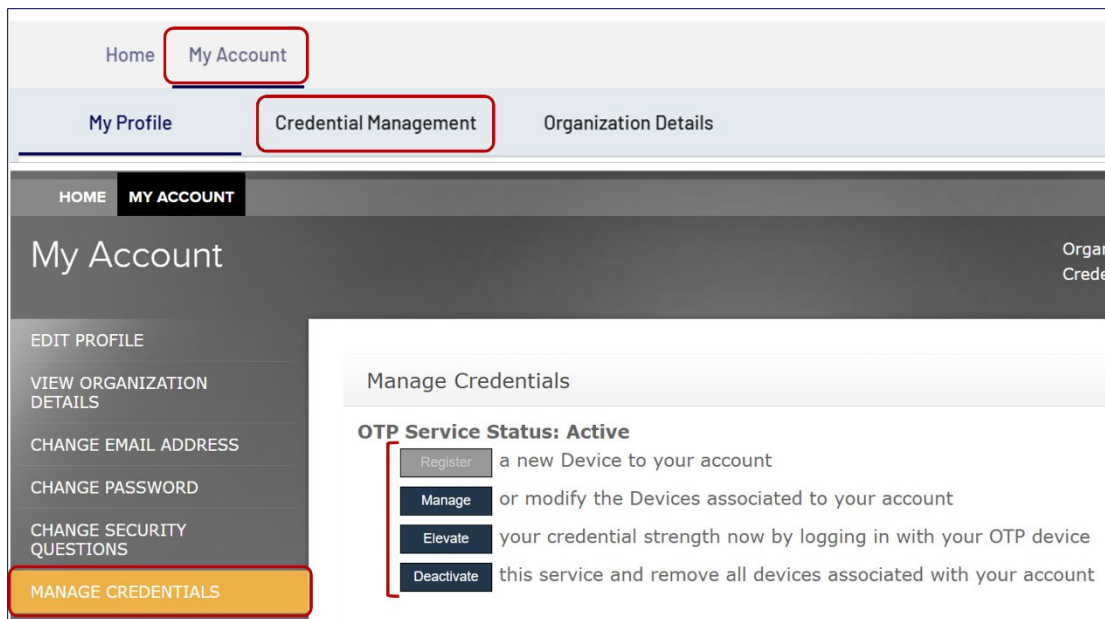 Home My Account
My Profile Credential Management Organization Details
HOME MY ACCOUNT
My Account
EDIT PROFILE
VIEW ORGANIZATION
DETAILS
CHANGE EMAIL ADDRESS
CHANGE PASSWORD
CHANGE SECURITY
QUESTIONS
MANAGE CREDENTIALS
Manage Credentials
OTP Service Status: Active
Register a new Device to your account
Manage or modify the Devices associated to your account
Elevate your credential strength now by logging in with your OTP device
Deactivate this service and remove all devices associated with your account